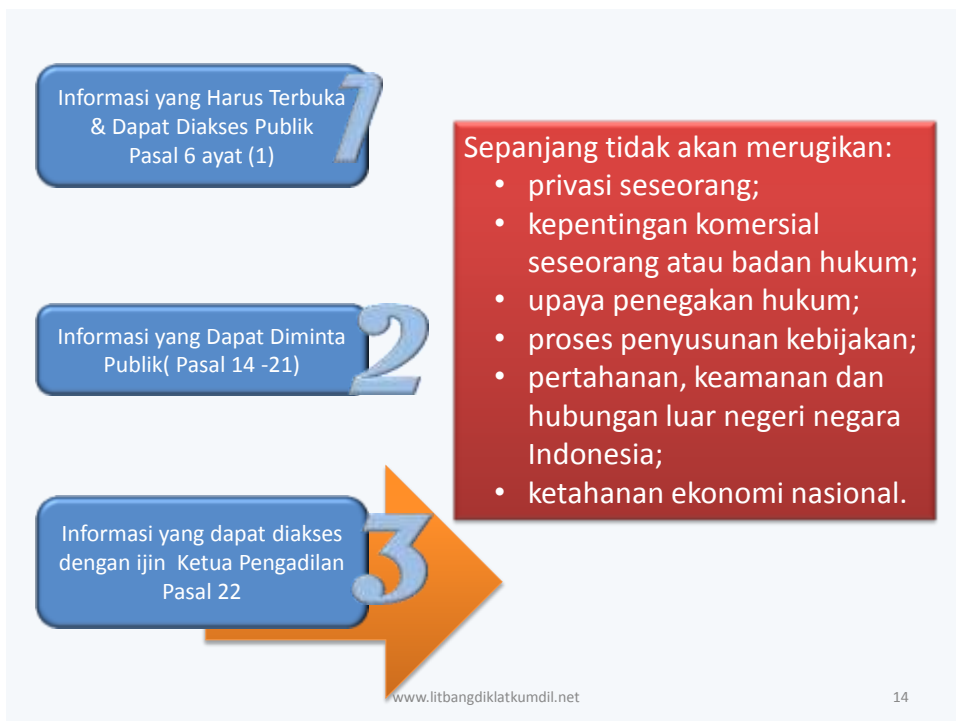 Informasi yang Harus Terbuka
& Dapat Diakses Publik
Pasal 6 ayat (1)
1
Informasi yang Dapat Diminta
Publik( Pasal 14 -21)
2
Informasi yang dapat diakses
dengan ijin Ketua Pengadilan
Pasal 22
3
Sepanjang tidak akan merugikan:
• privasi seseorang;
• kepentingan komersial
seseorang atau badan hukum;
• upaya penegakan hukum;
• proses penyusunan kebijakan;
• pertahanan, keamanan dan
hubungan luar negeri negara
Indonesia;
• ketahanan ekonomi nasional.
www.litbangdiklatkumdil.net
14